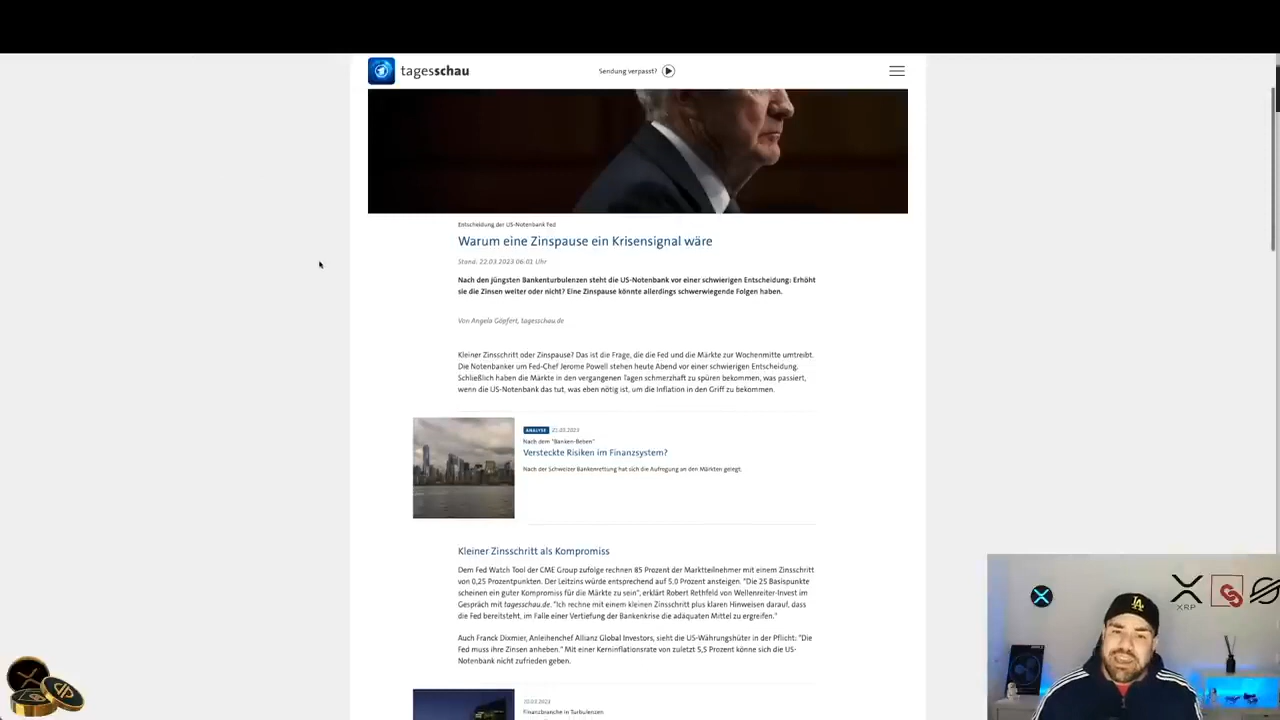 tagesschau
Sendung verpasst?
Entscheidung der US-Notenbank Fed
Warum eine Zinspause ein Krisensignal wäre
Stand: 22.03.2023 06:01 Uhr
Nach den jüngsten Bankenturbulenzen steht die US-Notenbank vor einer schwierigen Entscheidung: Erhöht
sie die Zinsen weiter oder nicht? Eine Zinspause könnte allerdings schwerwiegende Folgen haben.
Von Angela Göpfert, tagesschau.de
Kleiner Zinsschritt oder Zinspause? Das ist die Frage, die die Fed und die Märkte zur Wochenmitte umtreibt.
Die Notenbanker um Fed-Chef Jerome Powell stehen heute Abend vor einer schwierigen Entscheidung.
Schließlich haben die Märkte in den vergangenen Tagen schmerzhaft zu spüren bekommen, was passiert,
wenn die US-Notenbank das tut, was eben nötig ist, um die Inflation in den Griff zu bekommen.
ANALYSE 21.03.2023
Nach dem "Banken-Beben"
Versteckte Risiken im Finanzsystem?
Nach der Schweizer Bankenrettung hat sich die Aufregung an den Märkten gelegt.
Kleiner Zinsschritt als Kompromiss
Dem Fed Watch Tool der CME Group zufolge rechnen 85 Prozent der Marktteilnehmer mit einem Zinsschritt
von 0,25 Prozentpunkten. Der Leitzins würde entsprechend auf 5,0 Prozent ansteigen. "Die 25 Basispunkte
scheinen ein guter Kompromiss für die Märkte zu sein", erklärt Robert Rethfeld von Wellenreiter-Invest im
Gespräch mit tagesschau.de. "Ich rechne mit einem kleinen Zinsschritt plus klaren Hinweisen darauf, dass
die Fed bereitsteht, im Falle einer Vertiefung der Bankenkrise die adäquaten Mittel zu ergreifen."
Auch Franck Dixmier, Anleihenchef Allianz Global Investors, sieht die US-Währungshüter in der Pflicht: "Die
Fed muss ihre Zinsen anheben." Mit einer Kerninflationsrate von zuletzt 5,5 Prozent könne sich die US-
Notenbank nicht zufrieden geben.
10.03.2023
Finanzbranche in Turbulenzen
LA